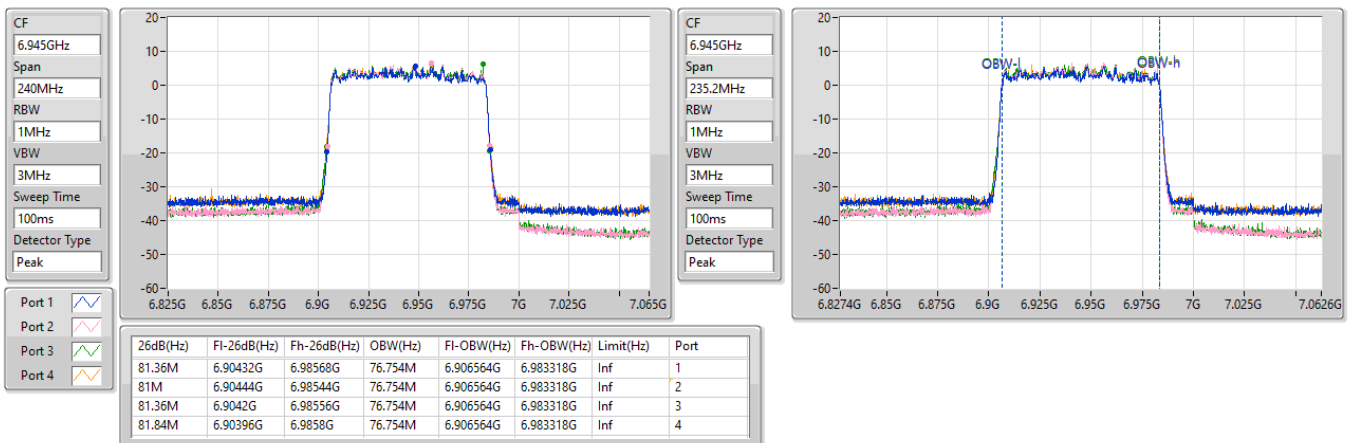 CF
6.945GHz
Span
240MHz
RBW
1MHz
VBW
3MHz
Sweep Time
100ms
Detector Type
Peak
20
10
0
-10
-20
-30
-40
-50
-60
6.825G 6.85G 6.875G 6.9G 6.925G 6.95G 6.975G 7G 7.025G 7.065G
CF
6.945GHz
Span
235.2MHz
RBW
1MHz
VBW
3MHz
Sweep Time
100ms
Detector Type
Peak
20
10
0
-10
-20
-30
-40
-50
-60
OBW-l OBW-h
6.8274G 6.85G 6.875G 6.9G 6.925G 6.95G 6.975G 7G 7.025G 7.0626G
Port 1
Port 2
Port 3
Port 4
26dB(Hz) Fl-26dB(Hz) Fh-26dB(Hz) OBW(Hz) Fl-OBW(Hz) Fh-OBW(Hz) Limit(Hz) Port
81.36M 6.90432G 6.98568G 76.754M 6.906564G 6.983318G Inf 1
81M 6.90444G 6.98544G 76.754M 6.906564G 6.983318G Inf 2
81.36M 6.9042G 6.98556G 76.754M 6.906564G 6.983318G Inf 3
81.84M 6.90396G 6.9858G 76.754M 6.906564G 6.983318G Inf 4